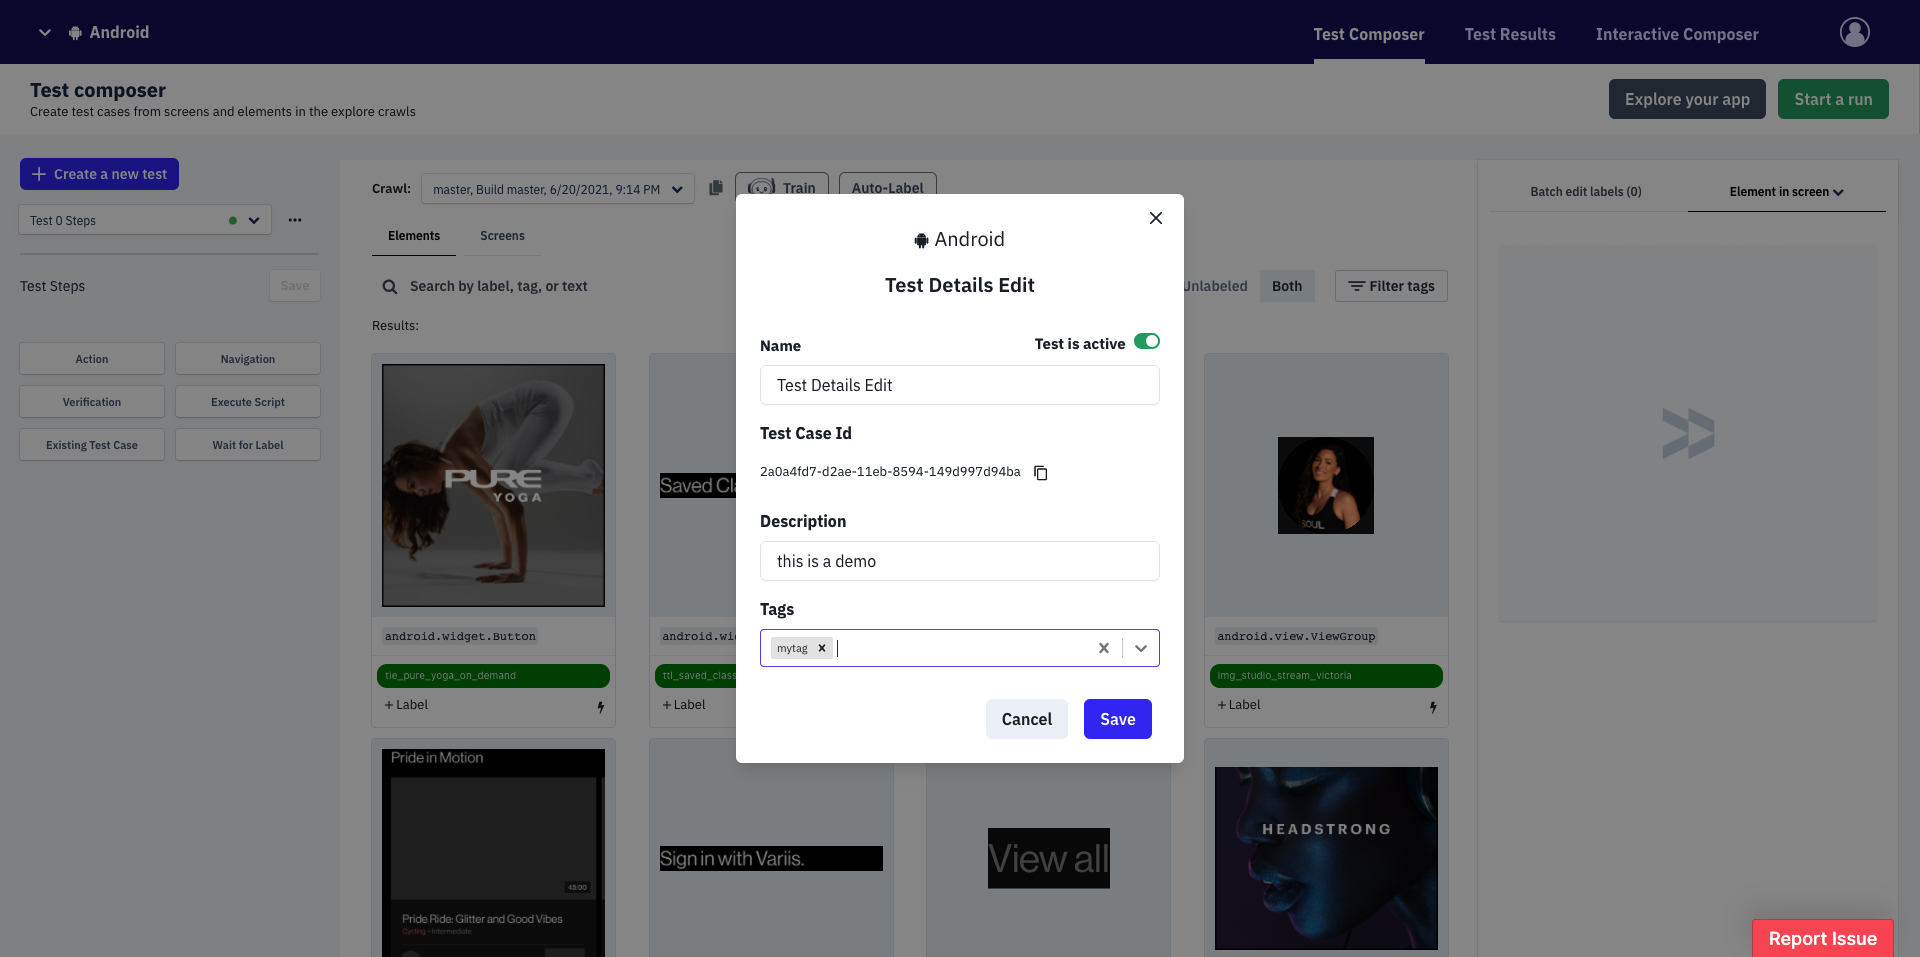 Android
Test Composer
Test Results
Interactive Composer
Test composer
Create test cases from screens and elements in the explore crawls
Explore your app
Start a run
Create a new test
Test 0 Steps
Test Steps
Save
Action
Navigation
Verification
Execute Script
Existing Test Case
Wait for Label
Crawl:
master, Build master, 6/20/2021, 9:14 PM
Train
Auto-Label
Elements
Screens
Search by label, tag, or text
Unlabeled
Both
Filter tags
Results:
PURE
YOGA
android.widget.Button
tle_pure_yoga_on_demand
+ Label
Saved Cla
android.wi
ttl_saved_class
+ Label
SOUL
android.view.ViewGroup
img_studio_stream_victoria
+ Label
Pride in Motion
45:00
Pride Ride: Glitter and Good Vibes
Cycling - Intermediate
Sign in with Variis.
View all
HEADSTRONG
Android
Test Details Edit
Name
Test is active
Test Details Edit
Test Case Id
2a0a4fd7-d2ae-11eb-8594-149d997d94ba
Description
this is a demo
Tags
mytag
Cancel
Save
Batch edit labels (0)
Element in screen
Report Issue